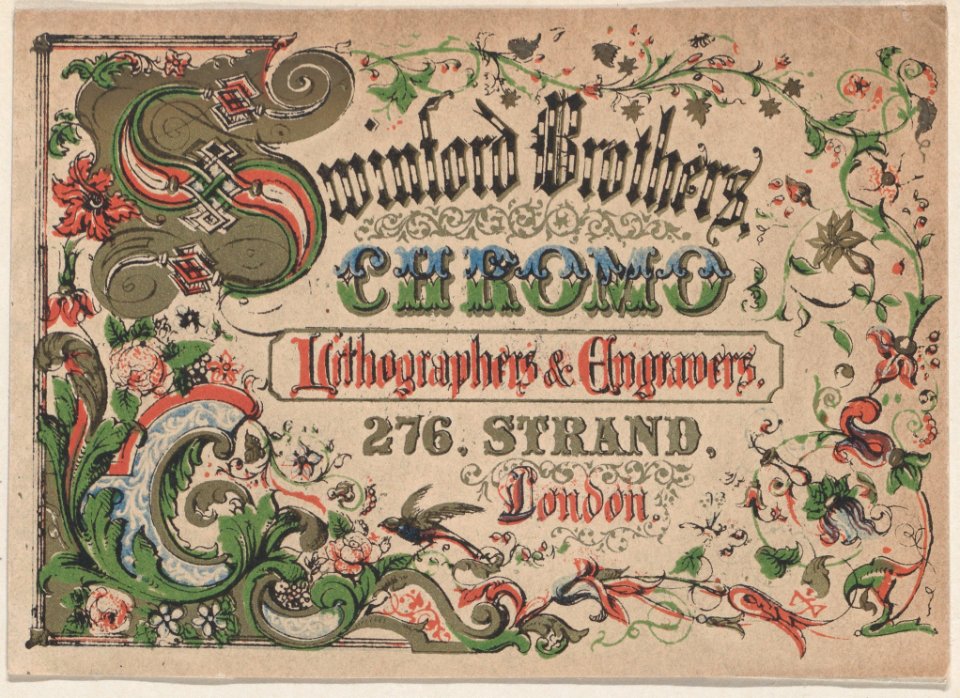 Swinford Brothers,
CHROMO
Lithographers & Engravers,
276, STRAND,
London